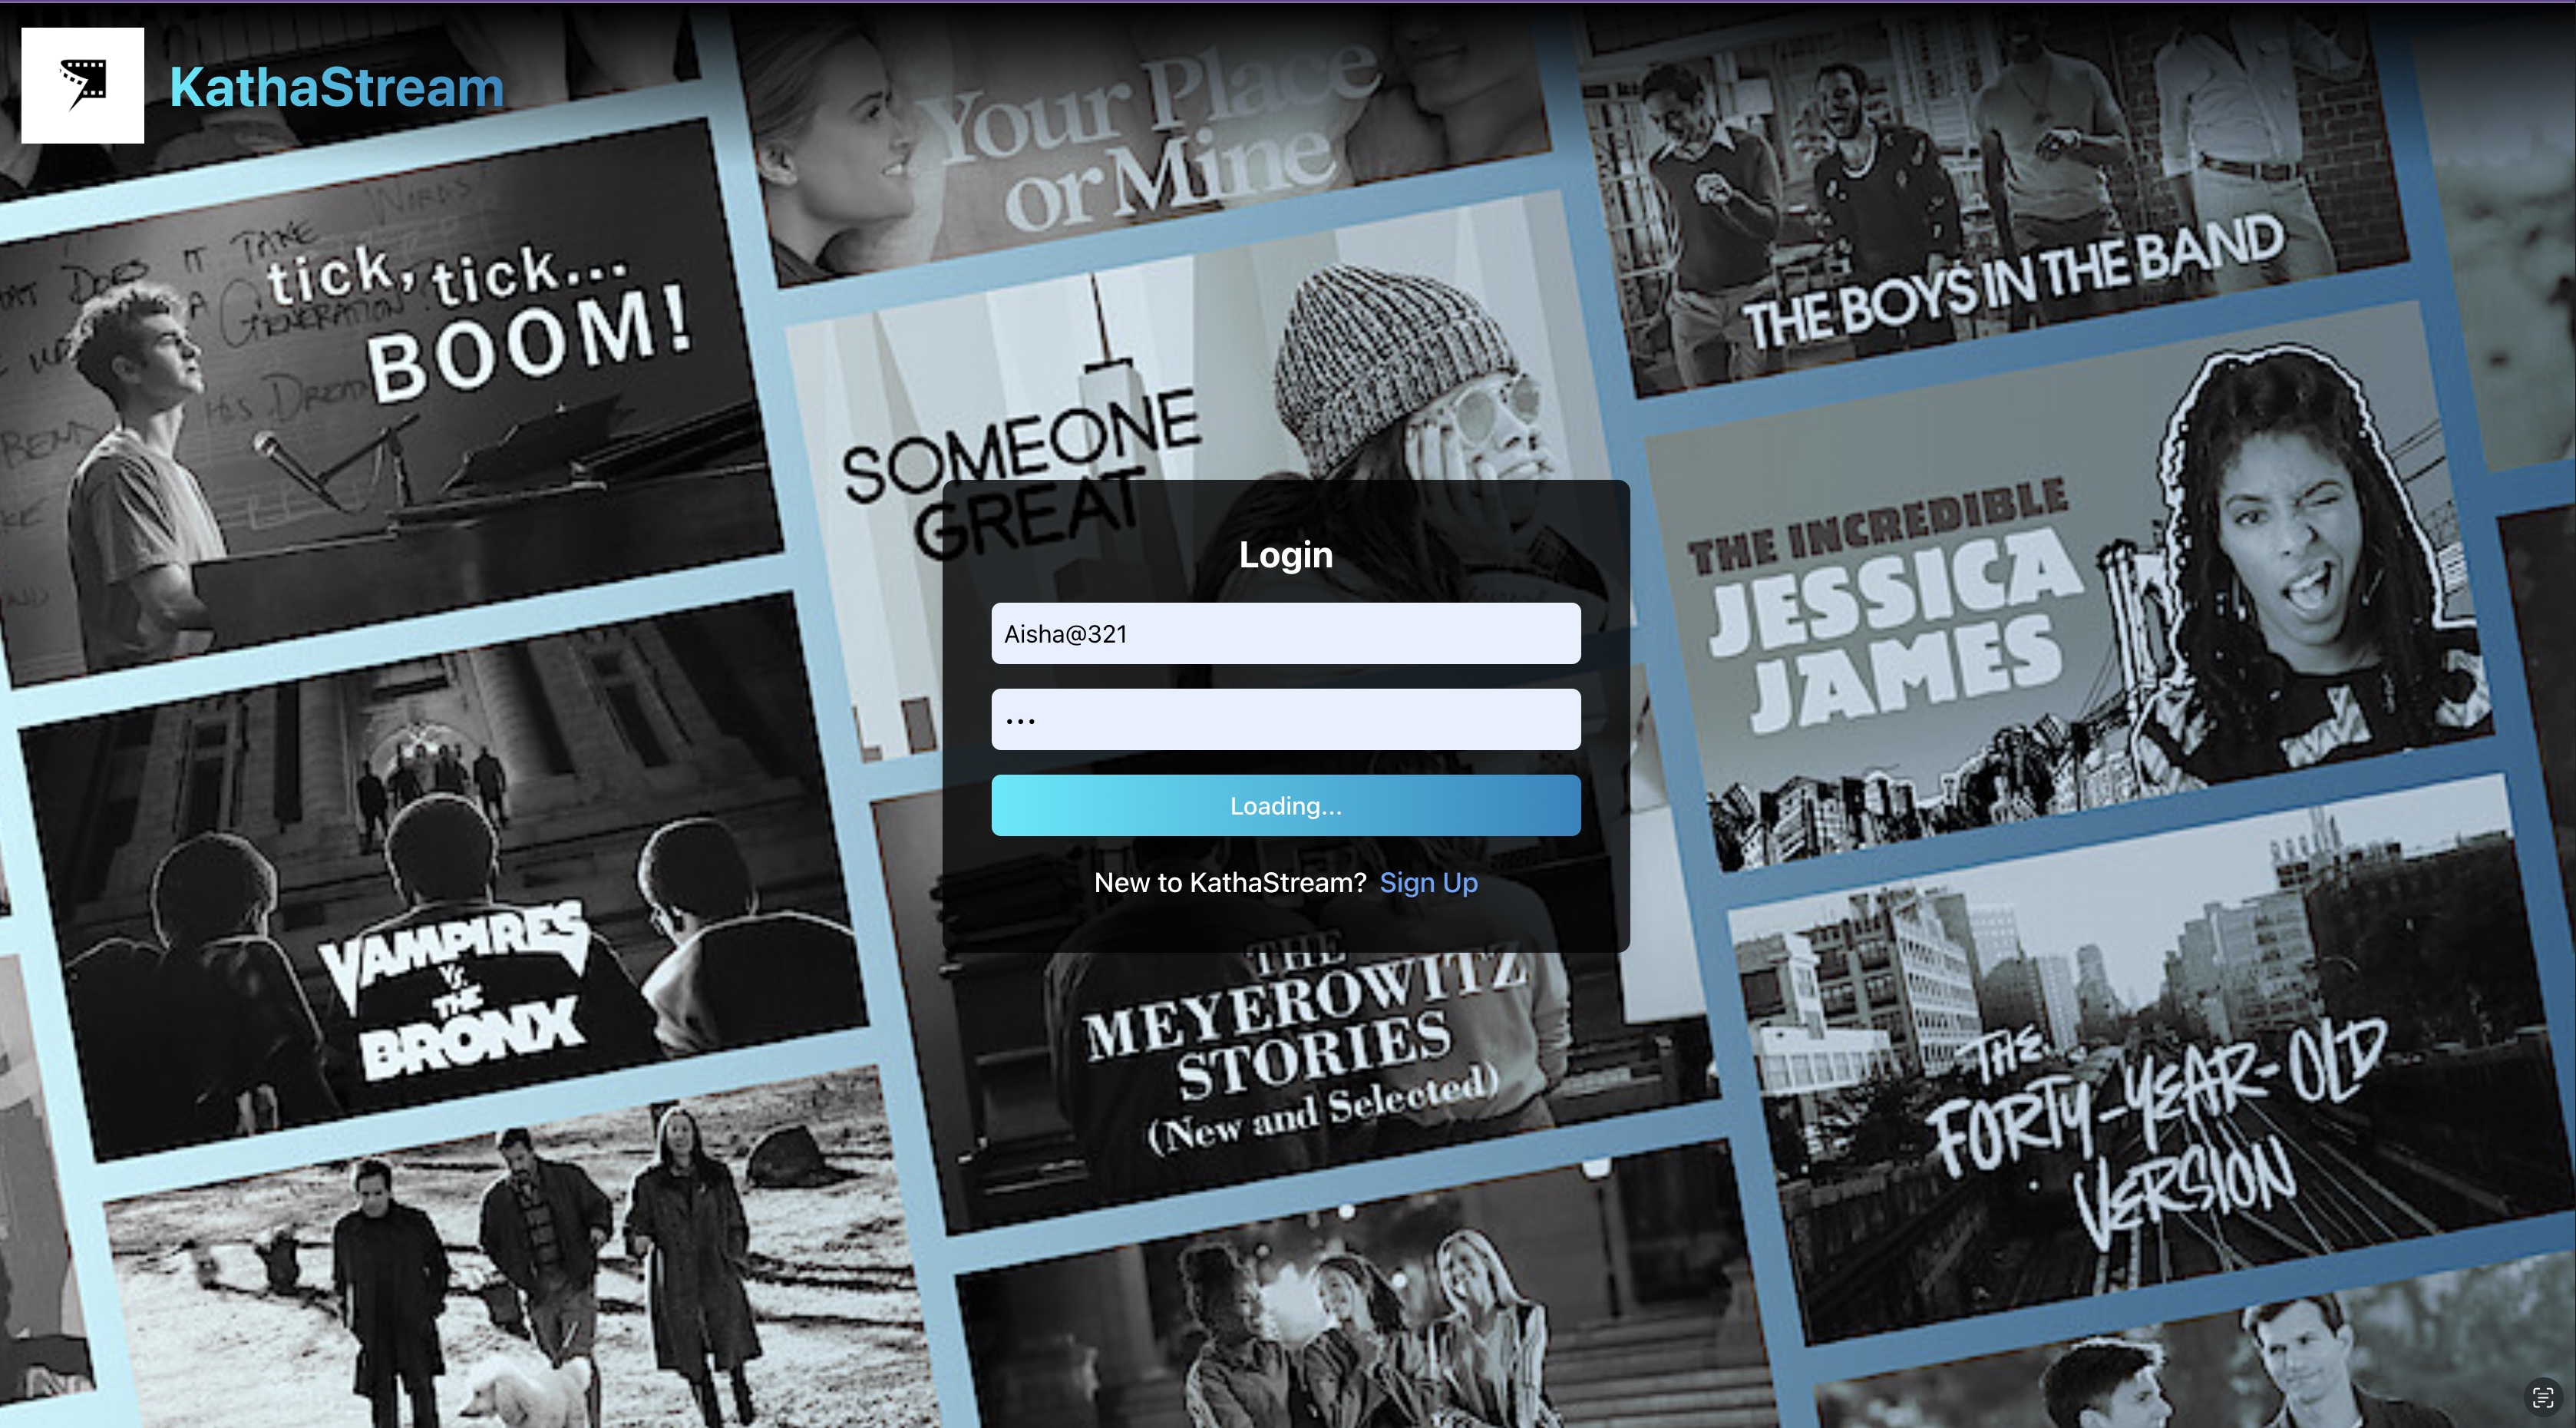 KathaStream
Your Place
or Mine
tick, tick...
BOOM!
THE BOYS IN THE BAND
SOMEONE
GREAT
THE INCREDIBLE
JESSICA
JAMES
Login
Aisha@321
•••
Loading...
New to KathaStream? Sign Up
VAMPIRES
VS.
THE
BRONX
THE
MEYEROWITZ
STORIES
(New and Selected)
THE
FORTY-YEAR-OLD
VERSION